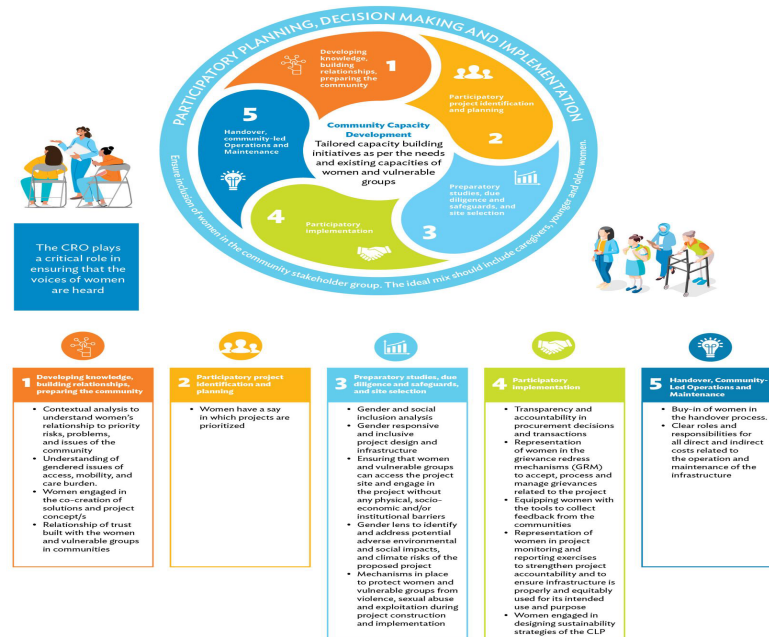 PARTICIPATORY PLANNING, DECISION MAKING AND IMPLEMENTATION
Developing
knowledge,
building
relationships,
preparing the
community
1
Participatory
project identification
and planning
2
Preparatory
studies, due
diligence and
safeguards, and
site selection
3
4
Participatory
implementation
5
Handover,
community-led
Operations and
Maintenance
Community Capacity
Development
Tailored capacity building
initiatives as per the needs
and existing capacities of
women and vulnerable
groups
Ensure inclusion of women in the community stakeholder group. The ideal mix should include caregivers, younger and older women.
The CRO plays
a critical role in
ensuring that the
voices of women
are heard
1 Developing knowledge,
building relationships,
preparing the community
• Contextual analysis to
understand women's
relationship to priority
risks, problems,
and issues of the
community
• Understanding of
gendered issues of
access, mobility, and
care burden.
• Women engaged in
the co-creation of
solutions and project
concept/s
• Relationship of trust
built with the women
and vulnerable groups
in communities
2 Participatory project
identification and
planning
• Women have a say
in which projects are
prioritized
3 Preparatory studies, due
diligence and safeguards,
and site selection
• Gender and social
inclusion analysis
• Gender responsive
and inclusive
project design and
infrastructure
• Ensuring that women
and vulnerable groups
can access the project
site and engage in
the project without
any physical, socio-
economic and/or
institutional barriers
• Gender lens to identify
and address potential
adverse environmental
and social impacts,
and climate risks of the
proposed project
• Mechanisms in place
to protect women and
vulnerable groups from
violence, sexual abuse
and exploitation during
project construction
and implementation
4 Participatory
implementation
• Transparency and
accountability in
procurement decisions
and transactions
• Representation
of women in the
grievance redress
mechanisms (GRM)
to accept, process and
manage grievances
related to the project
• Equipping women with
the tools to collect
feedback from the
communities
• Representation of
women in project
monitoring and
reporting exercises
to strengthen project
accountability and to
ensure infrastructure is
properly and equitably
used for its intended
use and purpose
• Women engaged in
designing sustainability
strategies of the CLP
5 Handover, Community-
Led Operations and
Maintenance
• Buy-in of women in
the handover process.
• Clear roles and
responsibilities for
all direct and indirect
costs related to
the operation and
maintenance of the
infrastructure